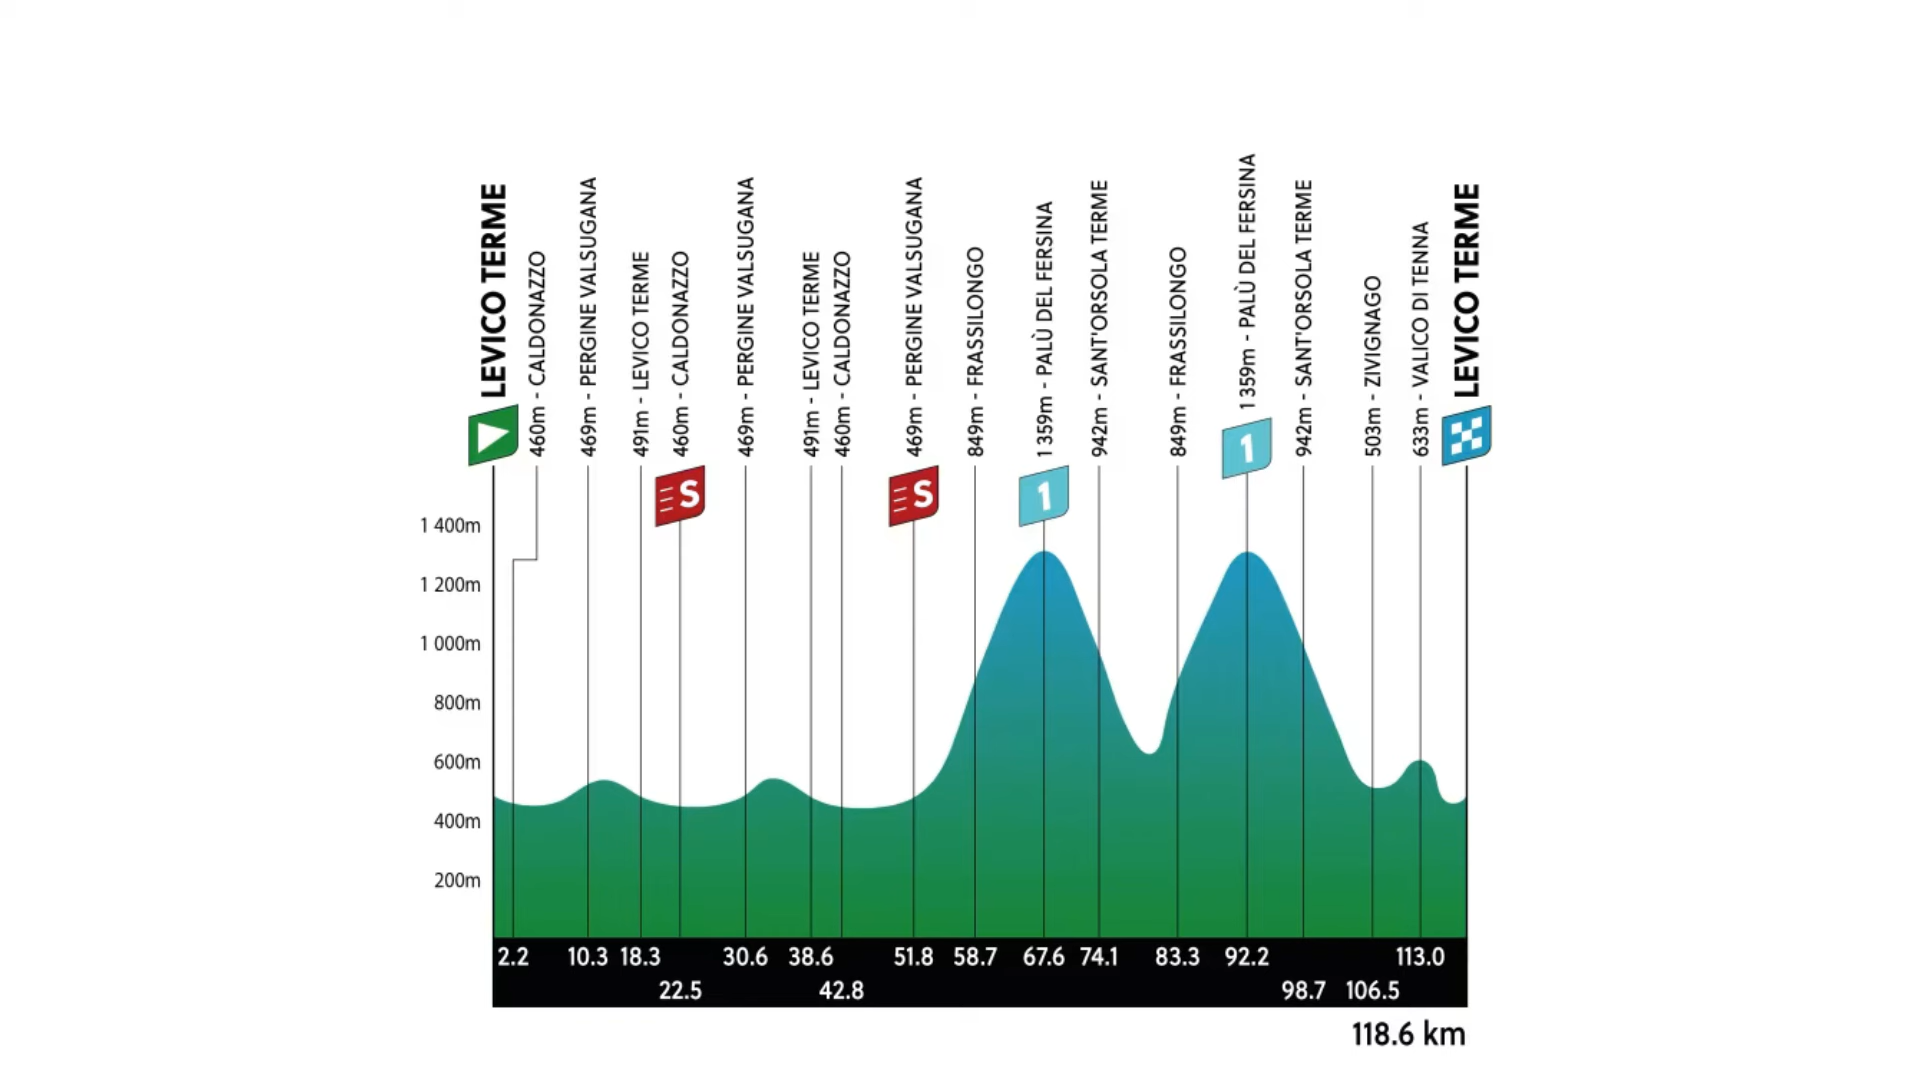 LEVICO TERME
460m - CALDONAZZO
469m - PERGINE VALSUGANA
491m - LEVICO TERME
460m - CALDONAZZO
469m - PERGINE VALSUGANA
491m - LEVICO TERME
460m - CALDONAZZO
469m - PERGINE VALSUGANA
849m - FRASSILONGO
1 359m - PALÙ DEL FERSINA
942m - SANT'ORSOLA TERME
849m - FRASSILONGO
1 359m - PALÙ DEL FERSINA
942m - SANT'ORSOLA TERME
503m - ZIVIGNAGO
633m - VALICO DI TENNA
LEVICO TERME
S
S
1
1
1 400m
1 200m
1 000m
800m
600m
400m
200m
2.2 10.3 18.3 30.6 38.6 51.8 58.7 67.6 74.1 83.3 92.2 113.0
22.5 42.8 98.7 106.5
118.6 km